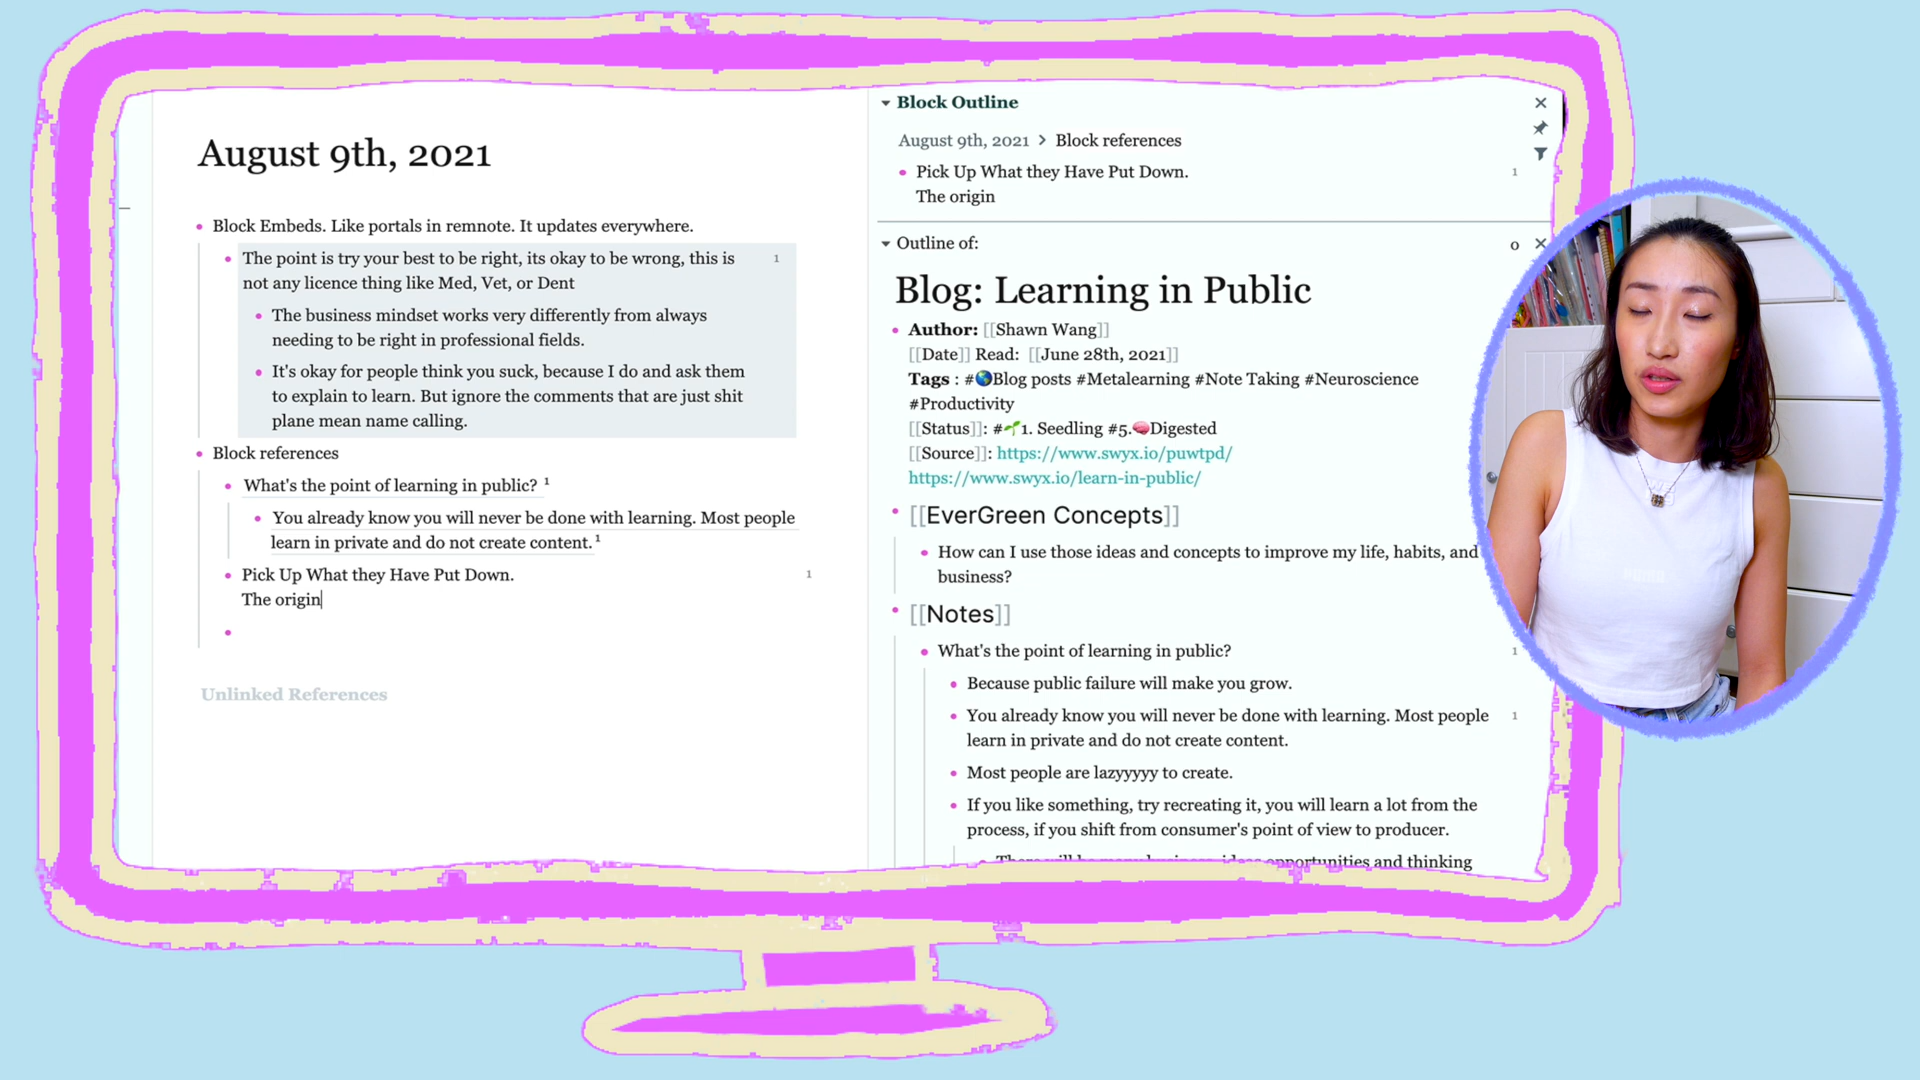 August 9th, 2021
Block Embeds. Like portals in remnote. It updates everywhere.
The point is try your best to be right, its okay to be wrong, this is
not any licence thing like Med, Vet, or Dent
1
The business mindset works very differently from always
needing to be right in professional fields.
It's okay for people think you suck, because I do and ask them
to explain to learn. But ignore the comments that are just shit
plane mean name calling.
Block references
What's the point of learning in public? 1
You already know you will never be done with learning. Most people
learn in private and do not create content. 1
Pick Up What they Have Put Down.
The origin
1
Unlinked References
Block Outline
August 9th, 2021 > Block references
Pick Up What they Have Put Down.
The origin
1
Outline of:
0
Blog: Learning in Public
Author: [[Shawn Wang]]
[[Date]] Read: [[June 28th, 2021]]
Tags : #🌎Blog posts #Metalearning #Note Taking #Neuroscience
#Productivity
[[Status]]: #🌱1. Seedling #5.🧠Digested
[[Source]]: https://www.swyx.io/puwtpd/
https://www.swyx.io/learn-in-public/
[[EverGreen Concepts]]
How can I use those ideas and concepts to improve my life, habits, and
business?
[[Notes]]
What's the point of learning in public?
1
Because public failure will make you grow.
You already know you will never be done with learning. Most people
learn in private and do not create content.
1
Most people are lazyyyyy to create.
If you like something, try recreating it, you will learn a lot from the
process, if you shift from consumer's point of view to producer.
There will be many business ideas opportunities and thinking